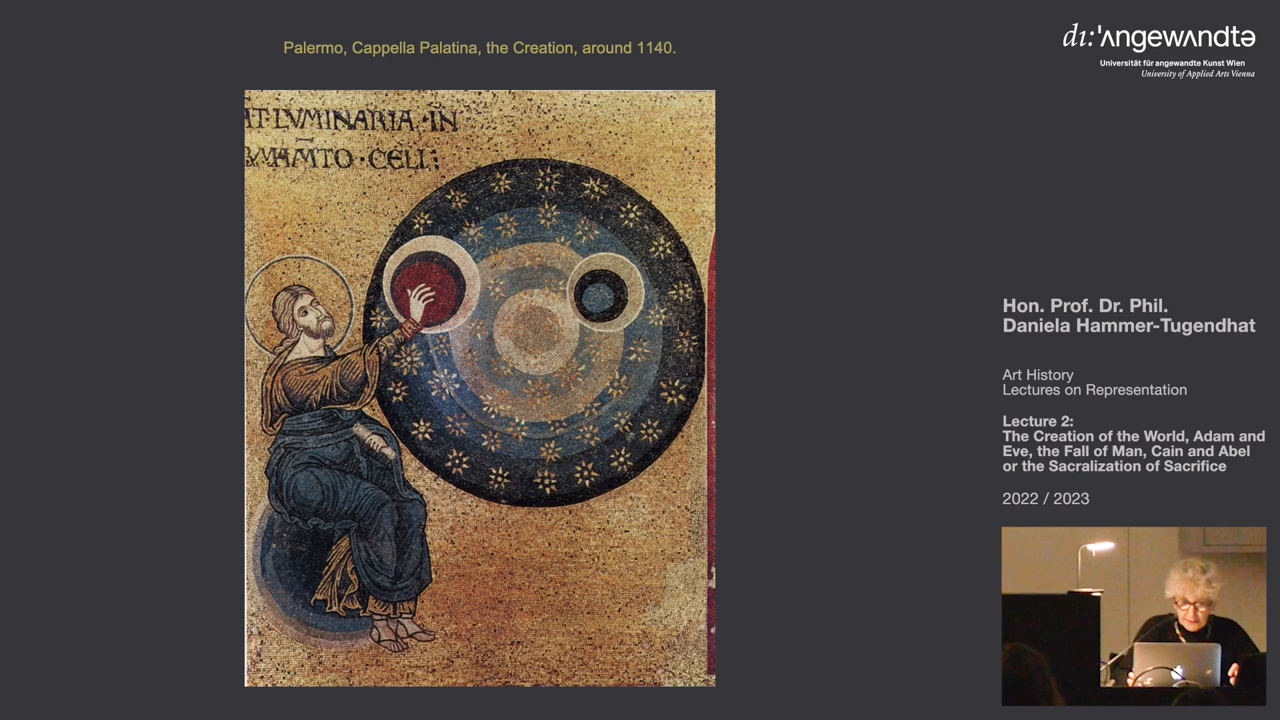 Palermo, Cappella Palatina, the Creation, around 1140.
dı:'ʌngewʌndtə
Universität für angewandte Kunst Wien
University of Applied Arts Vienna
AT·LVMINARIA·IN
CELI:
Hon. Prof. Dr. Phil.
Daniela Hammer-Tugendhat
Art History
Lectures on Representation
Lecture 2:
The Creation of the World, Adam and
Eve, the Fall of Man, Cain and Abel
or the Sacralization of Sacrifice
2022 / 2023